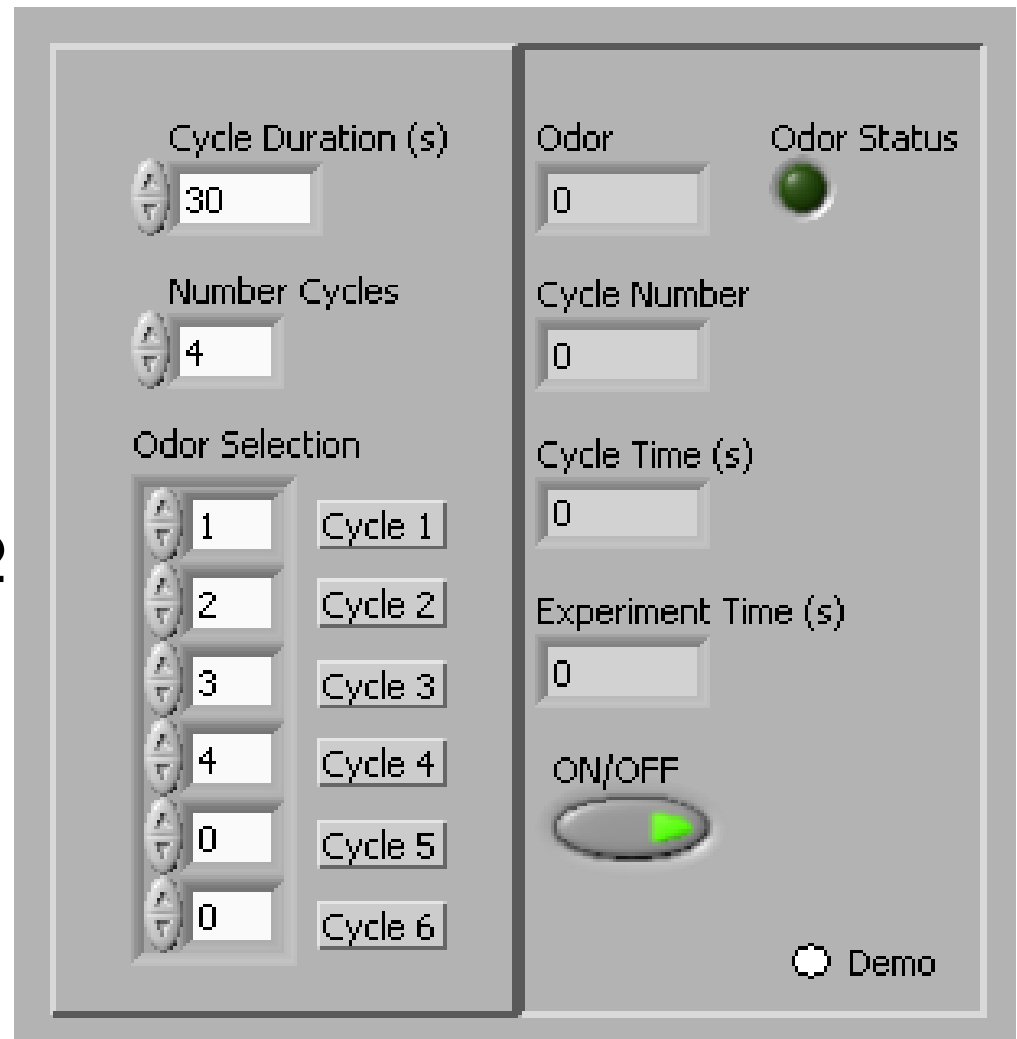 Cycle Duration (s)
30
Number Cycles
4
Odor Selection
1 Cycle 1
2 Cycle 2
3 Cycle 3
4 Cycle 4
0 Cycle 5
0 Cycle 6
Odor
0
Odor Status
Cycle Number
0
Cycle Time (s)
0
Experiment Time (s)
0
ON/OFF
Demo